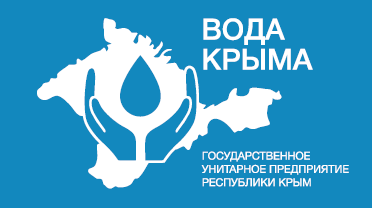 ВОДА
КРЫМА
ГОСУДАРСТВЕННОЕ
УНИТАРНОЕ ПРЕДПРИЯТИЕ
РЕСПУБЛИКИ КРЫМ